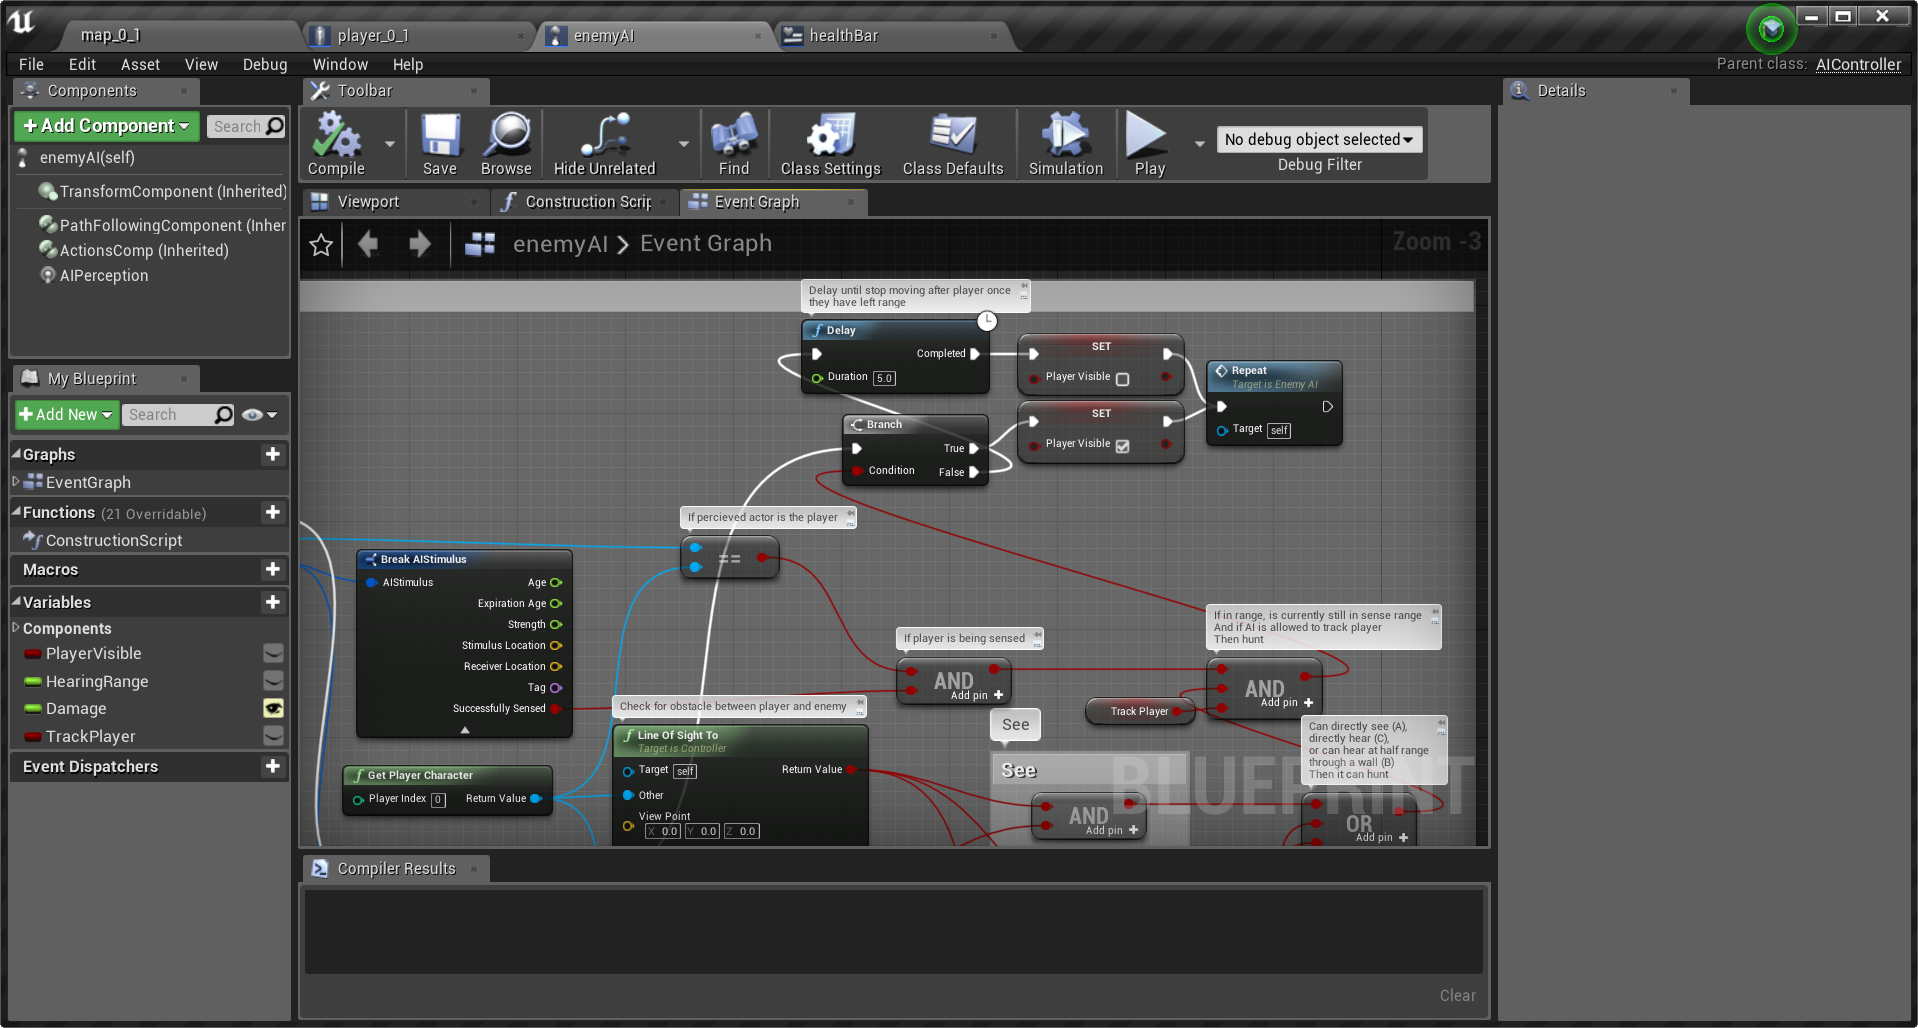 map_0_1
player_0_1
enemyAI
healthBar
File Edit Asset View Debug Window Help
Parent class: AIController
Components
Add Component
Search
enemyAI(self)
TransformComponent (Inherited)
PathFollowingComponent (Inher
ActionsComp (Inherited)
AIPerception
My Blueprint
Add New
Search
Graphs
EventGraph
Functions (21 Overridable)
ConstructionScript
Macros
Variables
Components
PlayerVisible
HearingRange
Damage
TrackPlayer
Event Dispatchers
Toolbar
Compile
Save
Browse
Hide Unrelated
Find
Class Settings
Class Defaults
Simulation
Play
No debug object selected
Debug Filter
Viewport
Construction Scrip
Event Graph
enemyAI > Event Graph
Zoom -3
Delay until stop moving after player once
they have left range
Delay
Completed
Duration 5.0
SET
Player Visible
SET
Player Visible
Repeat
Target is Enemy AI
Target self
Branch
True
Condition
False
If percieved actor is the player
==
Break AIStimulus
AIStimulus
Age
Expiration Age
Strength
Stimulus Location
Receiver Location
Tag
Successfully Sensed
If player is being sensed
AND
Add pin +
If in range, is currently still in sense range
And if AI is allowed to track player
Then hunt
AND
Add pin +
Track Player
Check for obstacle between player and enemy
Line Of Sight To
Target is Controller
Target self
Return Value
Other
View Point
X 0.0 Y 0.0 Z 0.0
Get Player Character
Player Index 0
Return Value
See
See
AND
Add pin +
Can directly see (A),
directly hear (C),
or can hear at half range
through a wall (B)
Then it can hunt
OR
Add pin +
BLUEPRINT
Compiler Results
Clear
Details